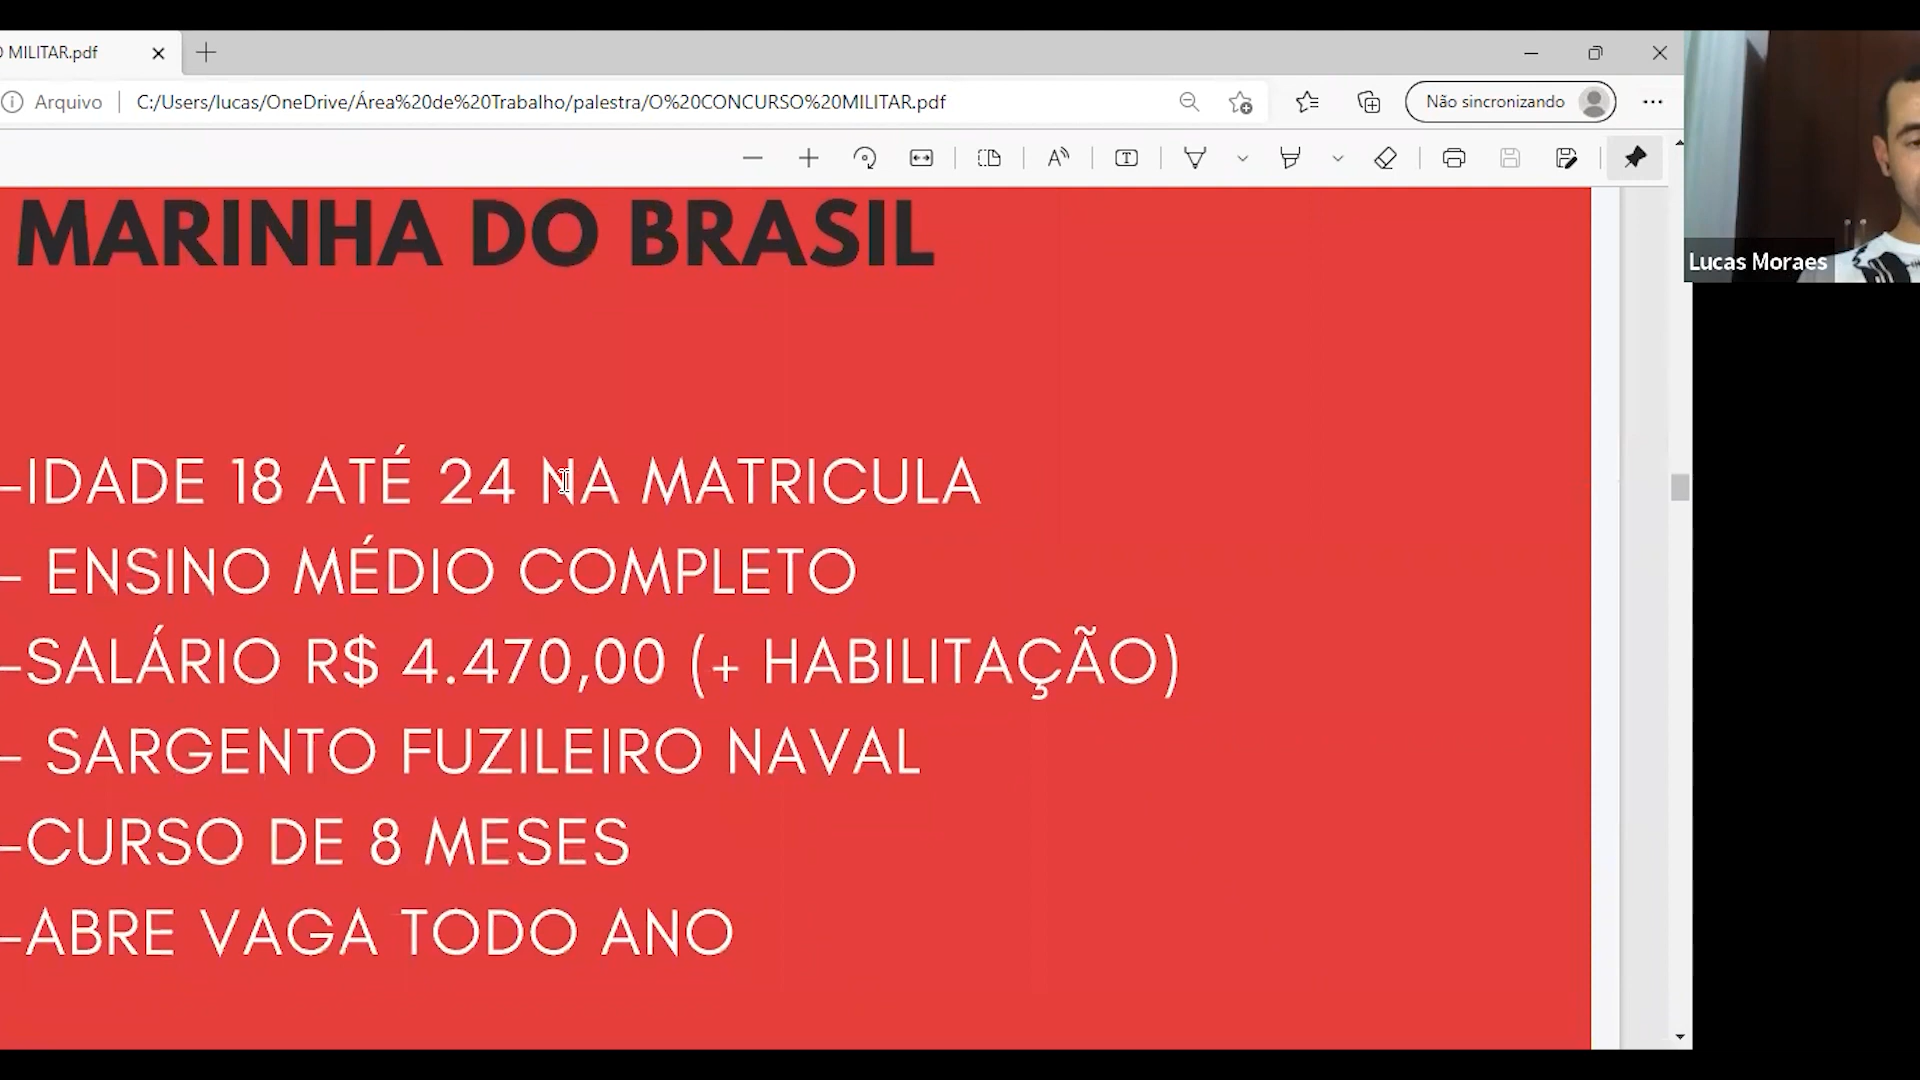 O MILITAR.pdf
Arquivo
C:/Users/lucas/OneDrive/Área%20de%20Trabalho/palestra/O%20CONCURSO%20MILITAR.pdf
Não sincronizando
MARINHA DO BRASIL
Lucas Moraes
-IDADE 18 ATÉ 24 NA MATRICULA
- ENSINO MÉDIO COMPLETO
-SALÁRIO R$ 4.470,00 (+ HABILITAÇÃO)
- SARGENTO FUZILEIRO NAVAL
-CURSO DE 8 MESES
-ABRE VAGA TODO ANO